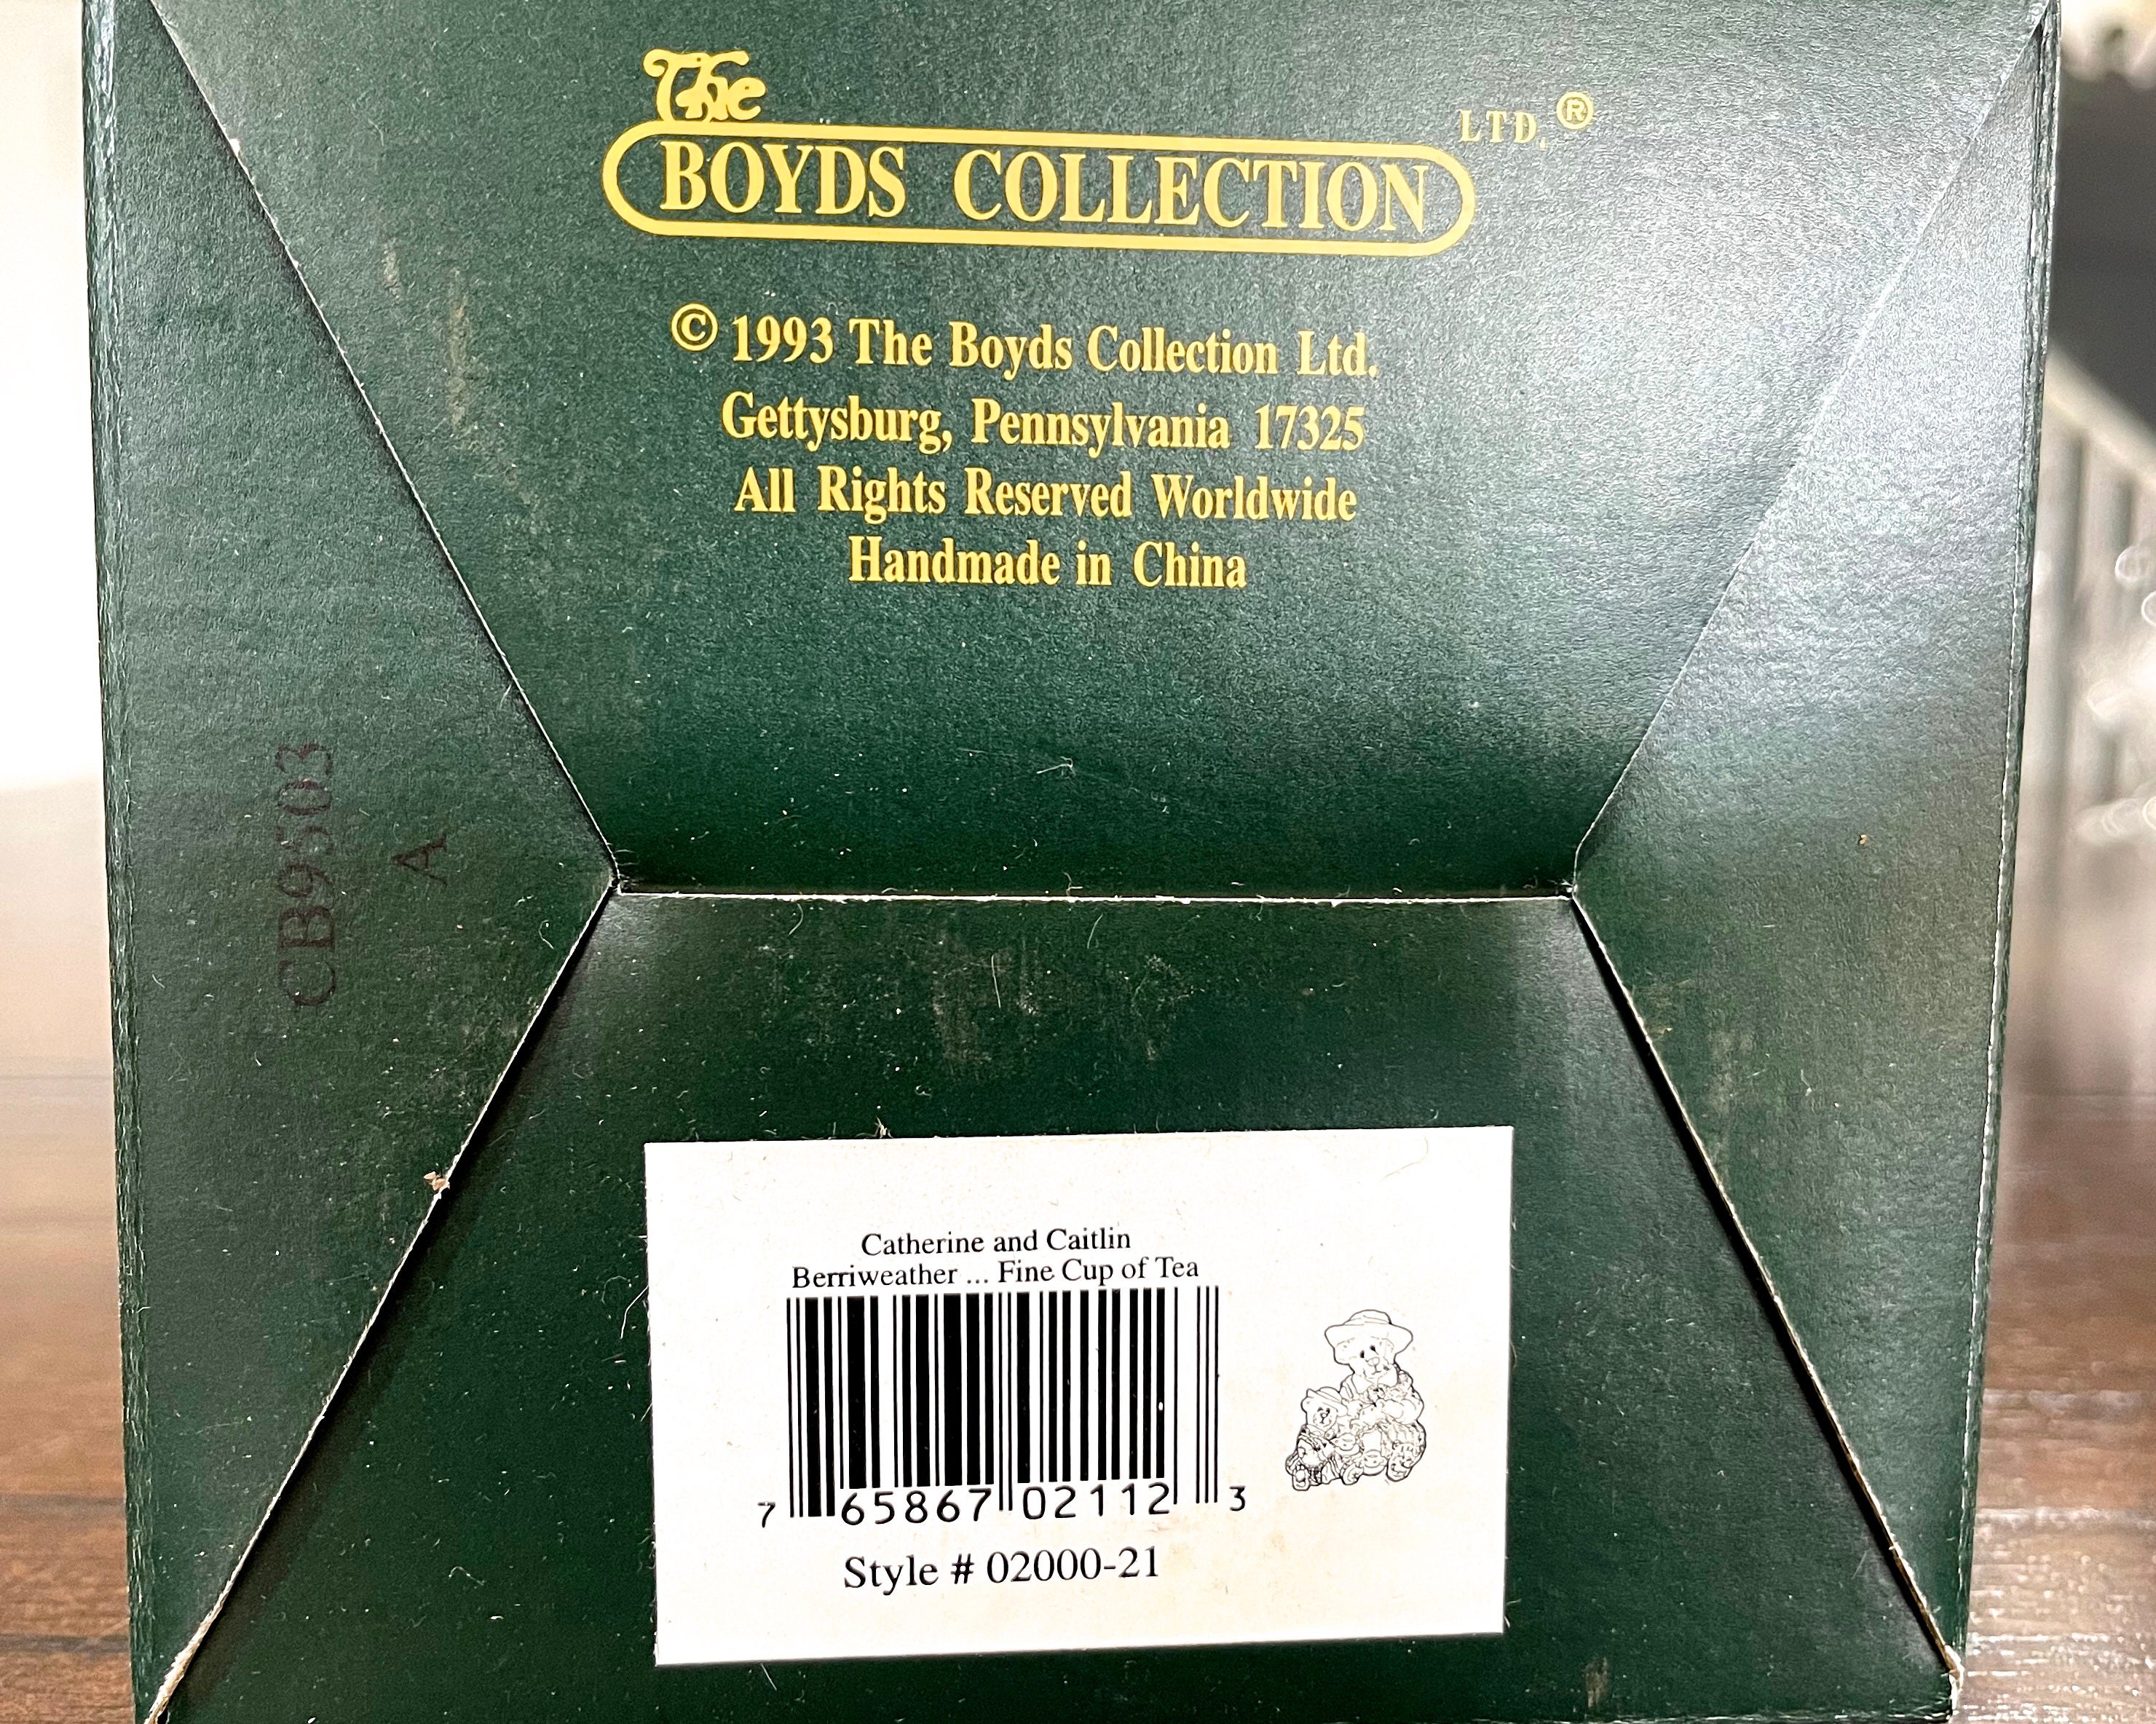 The
BOYDS COLLECTION
LTD.®
© 1993 The Boyds Collection Ltd.
Gettysburg, Pennsylvania 17325
All Rights Reserved Worldwide
Handmade in China
CB9503
A
Catherine and Caitlin
Berriweather ... Fine Cup of Tea
7 65867 02112 3
Style # 02000-21